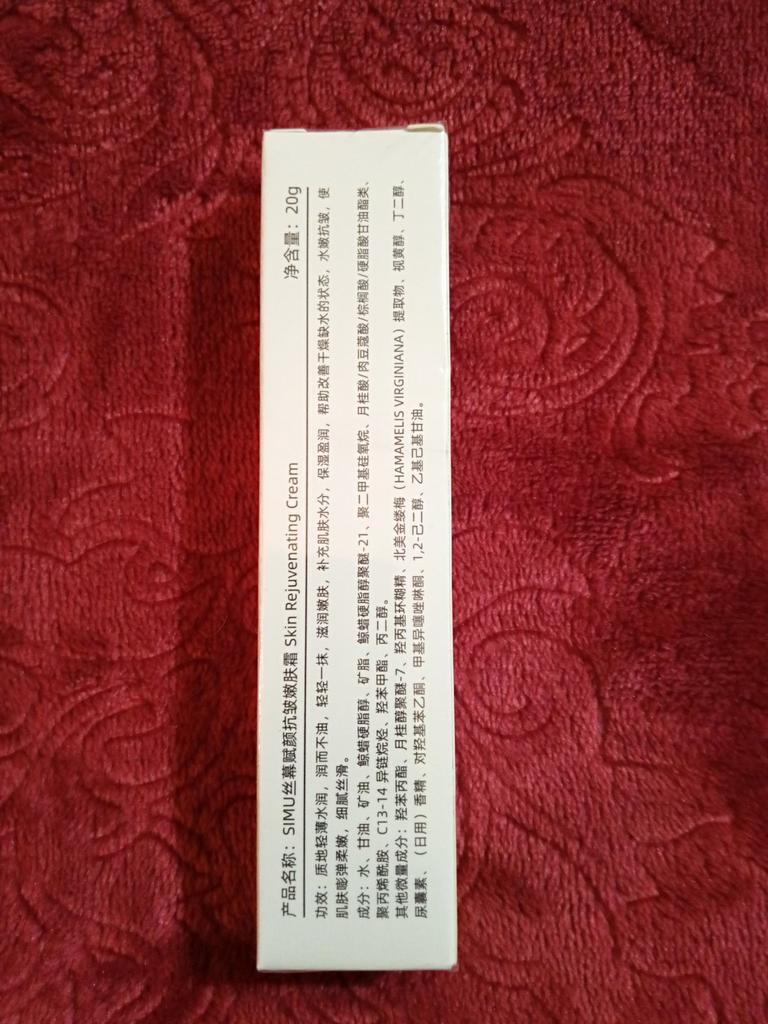 产品名称：SIMU丝幕赋颜抗皱嫩肤霜 Skin Rejuvenating Cream 净含量：20g
功效：质地轻薄水润，润而不油，轻轻一抹，滋润嫩肤，补充肌肤水分，保湿盈润，帮助改善干燥缺水的状态，水嫩抗皱，使
肌肤膨弹柔嫩，细腻丝滑。
成分：水、甘油、矿油、鲸蜡硬脂醇、矿脂、鲸蜡硬脂醇聚醚-21、聚二甲基硅氧烷、月桂酸/肉豆蔻酸/棕榈酸/硬脂酸甘油酯类、
聚丙烯酰胺、C13-14 异链烷烃、羟苯甲酯、丙二醇。
其他微量成分：羟苯丙酯、月桂醇聚醚-7、羟丙基环糊精、北美金缕梅（HAMAMELIS VIRGINIANA）提取物、视黄醇、丁二醇、
尿囊素、（日用）香精、对羟基苯乙酮、甲基异噻唑啉酮、1,2-己二醇、乙基己基甘油。